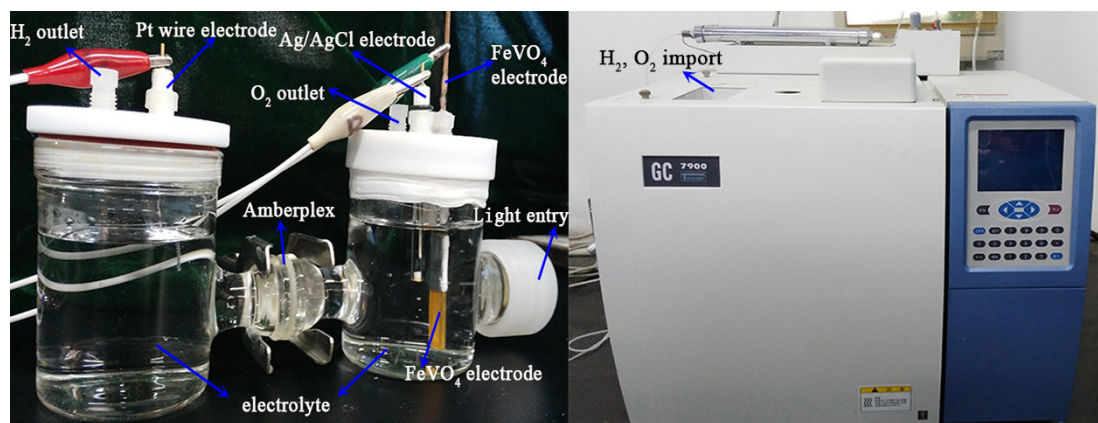 H₂ outlet
Pt wire electrode
Ag/AgCl electrode
FeVO₄
electrode
O₂ outlet
Amberplex
Light entry
FeVO₄ electrode
electrolyte
H₂, O₂ import
GC 7900